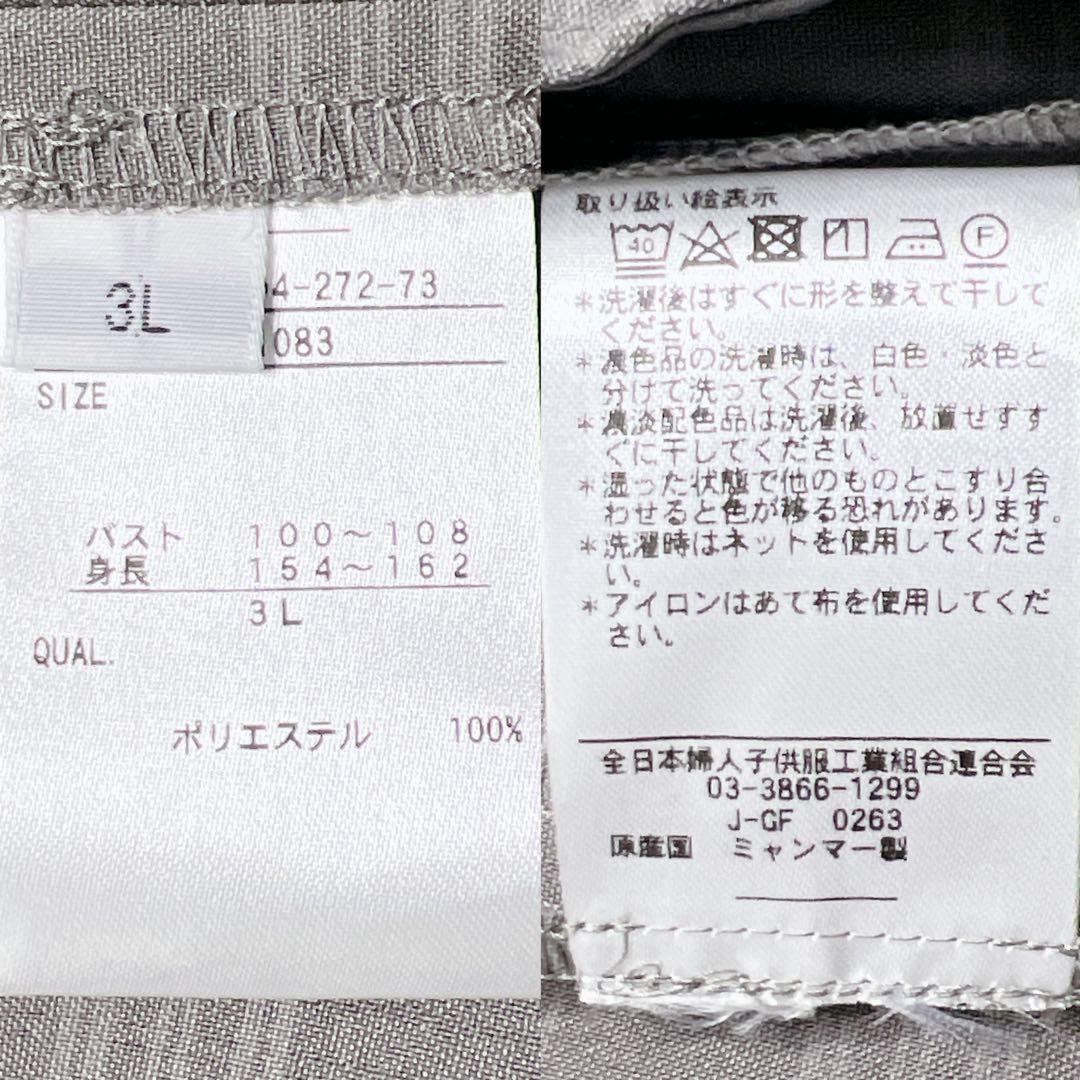 3L
4-272-73
083
SIZE
バスト 100～108
身長 154～162
3L
QUAL.
ポリエステル 100%
取り扱い絵表示
40
F
*洗濯後はすぐに形を整えて干して
ください。
*濃色品の洗濯時は、白色・淡色と
分けて洗ってください。
*濃淡配色品は洗濯後、放置せずす
ぐに干してください。
*湿った状態で他のものとこすり合
わせると色が移る恐れがあります。
*洗濯時はネットを使用してくださ
い。
*アイロンはあて布を使用してくだ
さい。
全日本婦人子供服工業組合連合会
03-3866-1299
J-GF 0263
原産国 ミャンマー製